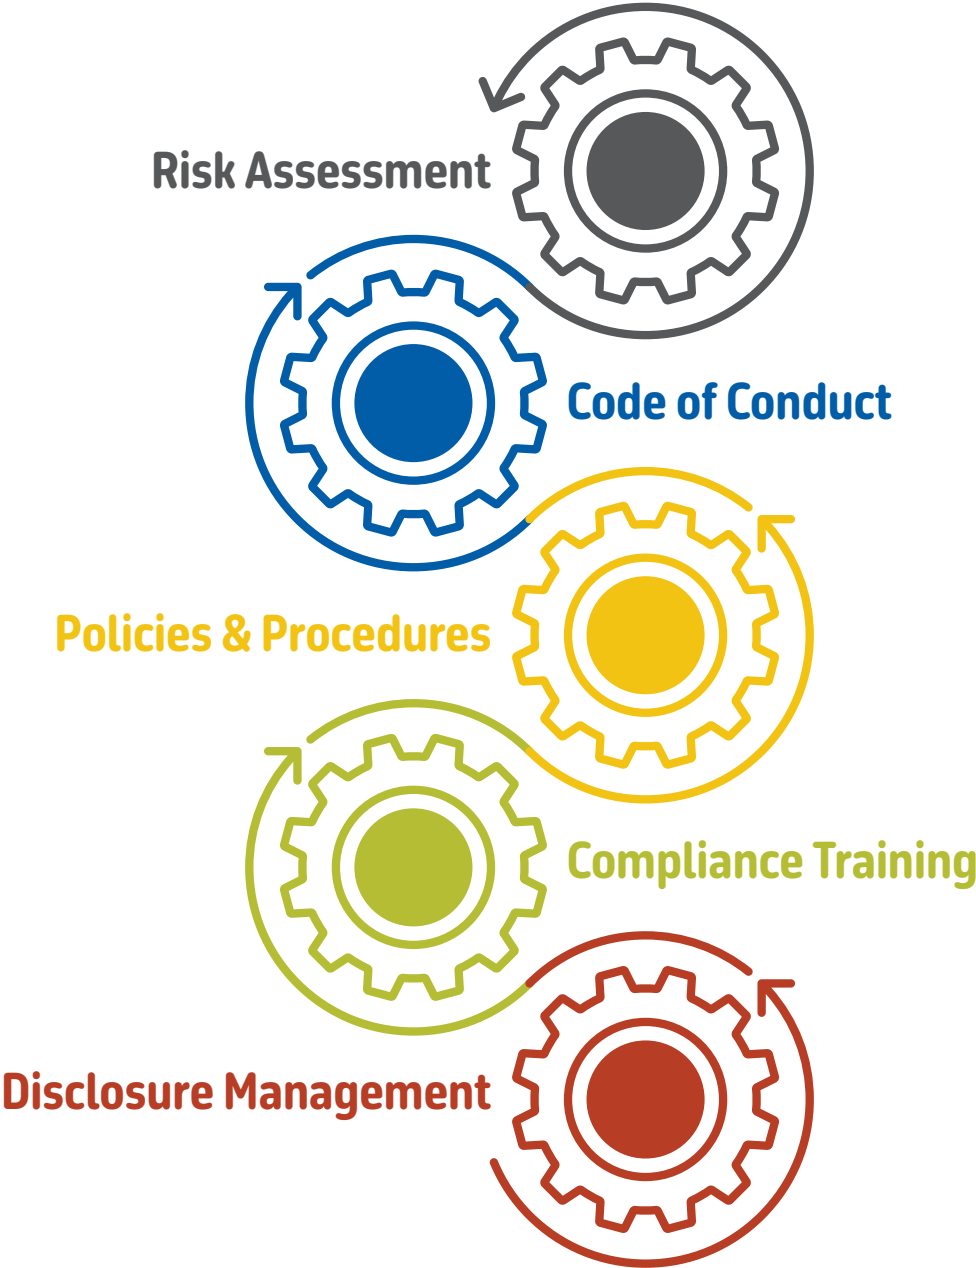 Risk Assessment
Code of Conduct
Policies & Procedures
Compliance Training
Disclosure Management